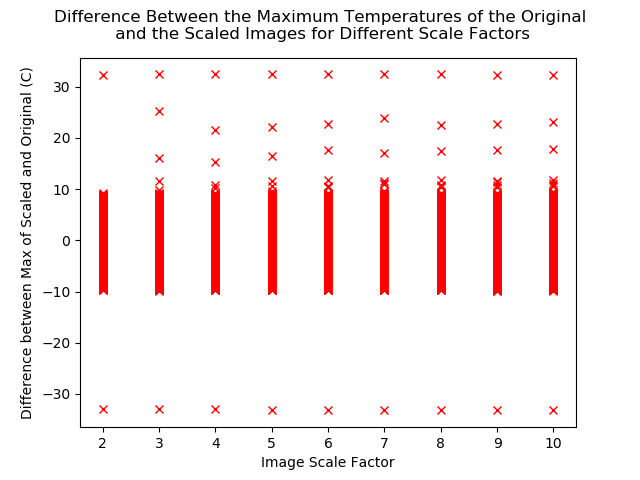 Difference Between the Maximum Temperatures of the Original
and the Scaled Images for Different Scale Factors
Difference between Max of Scaled and Original (C)
30
20
10
0
−10
−20
−30
2 3 4 5 6 7 8 9 10
Image Scale Factor